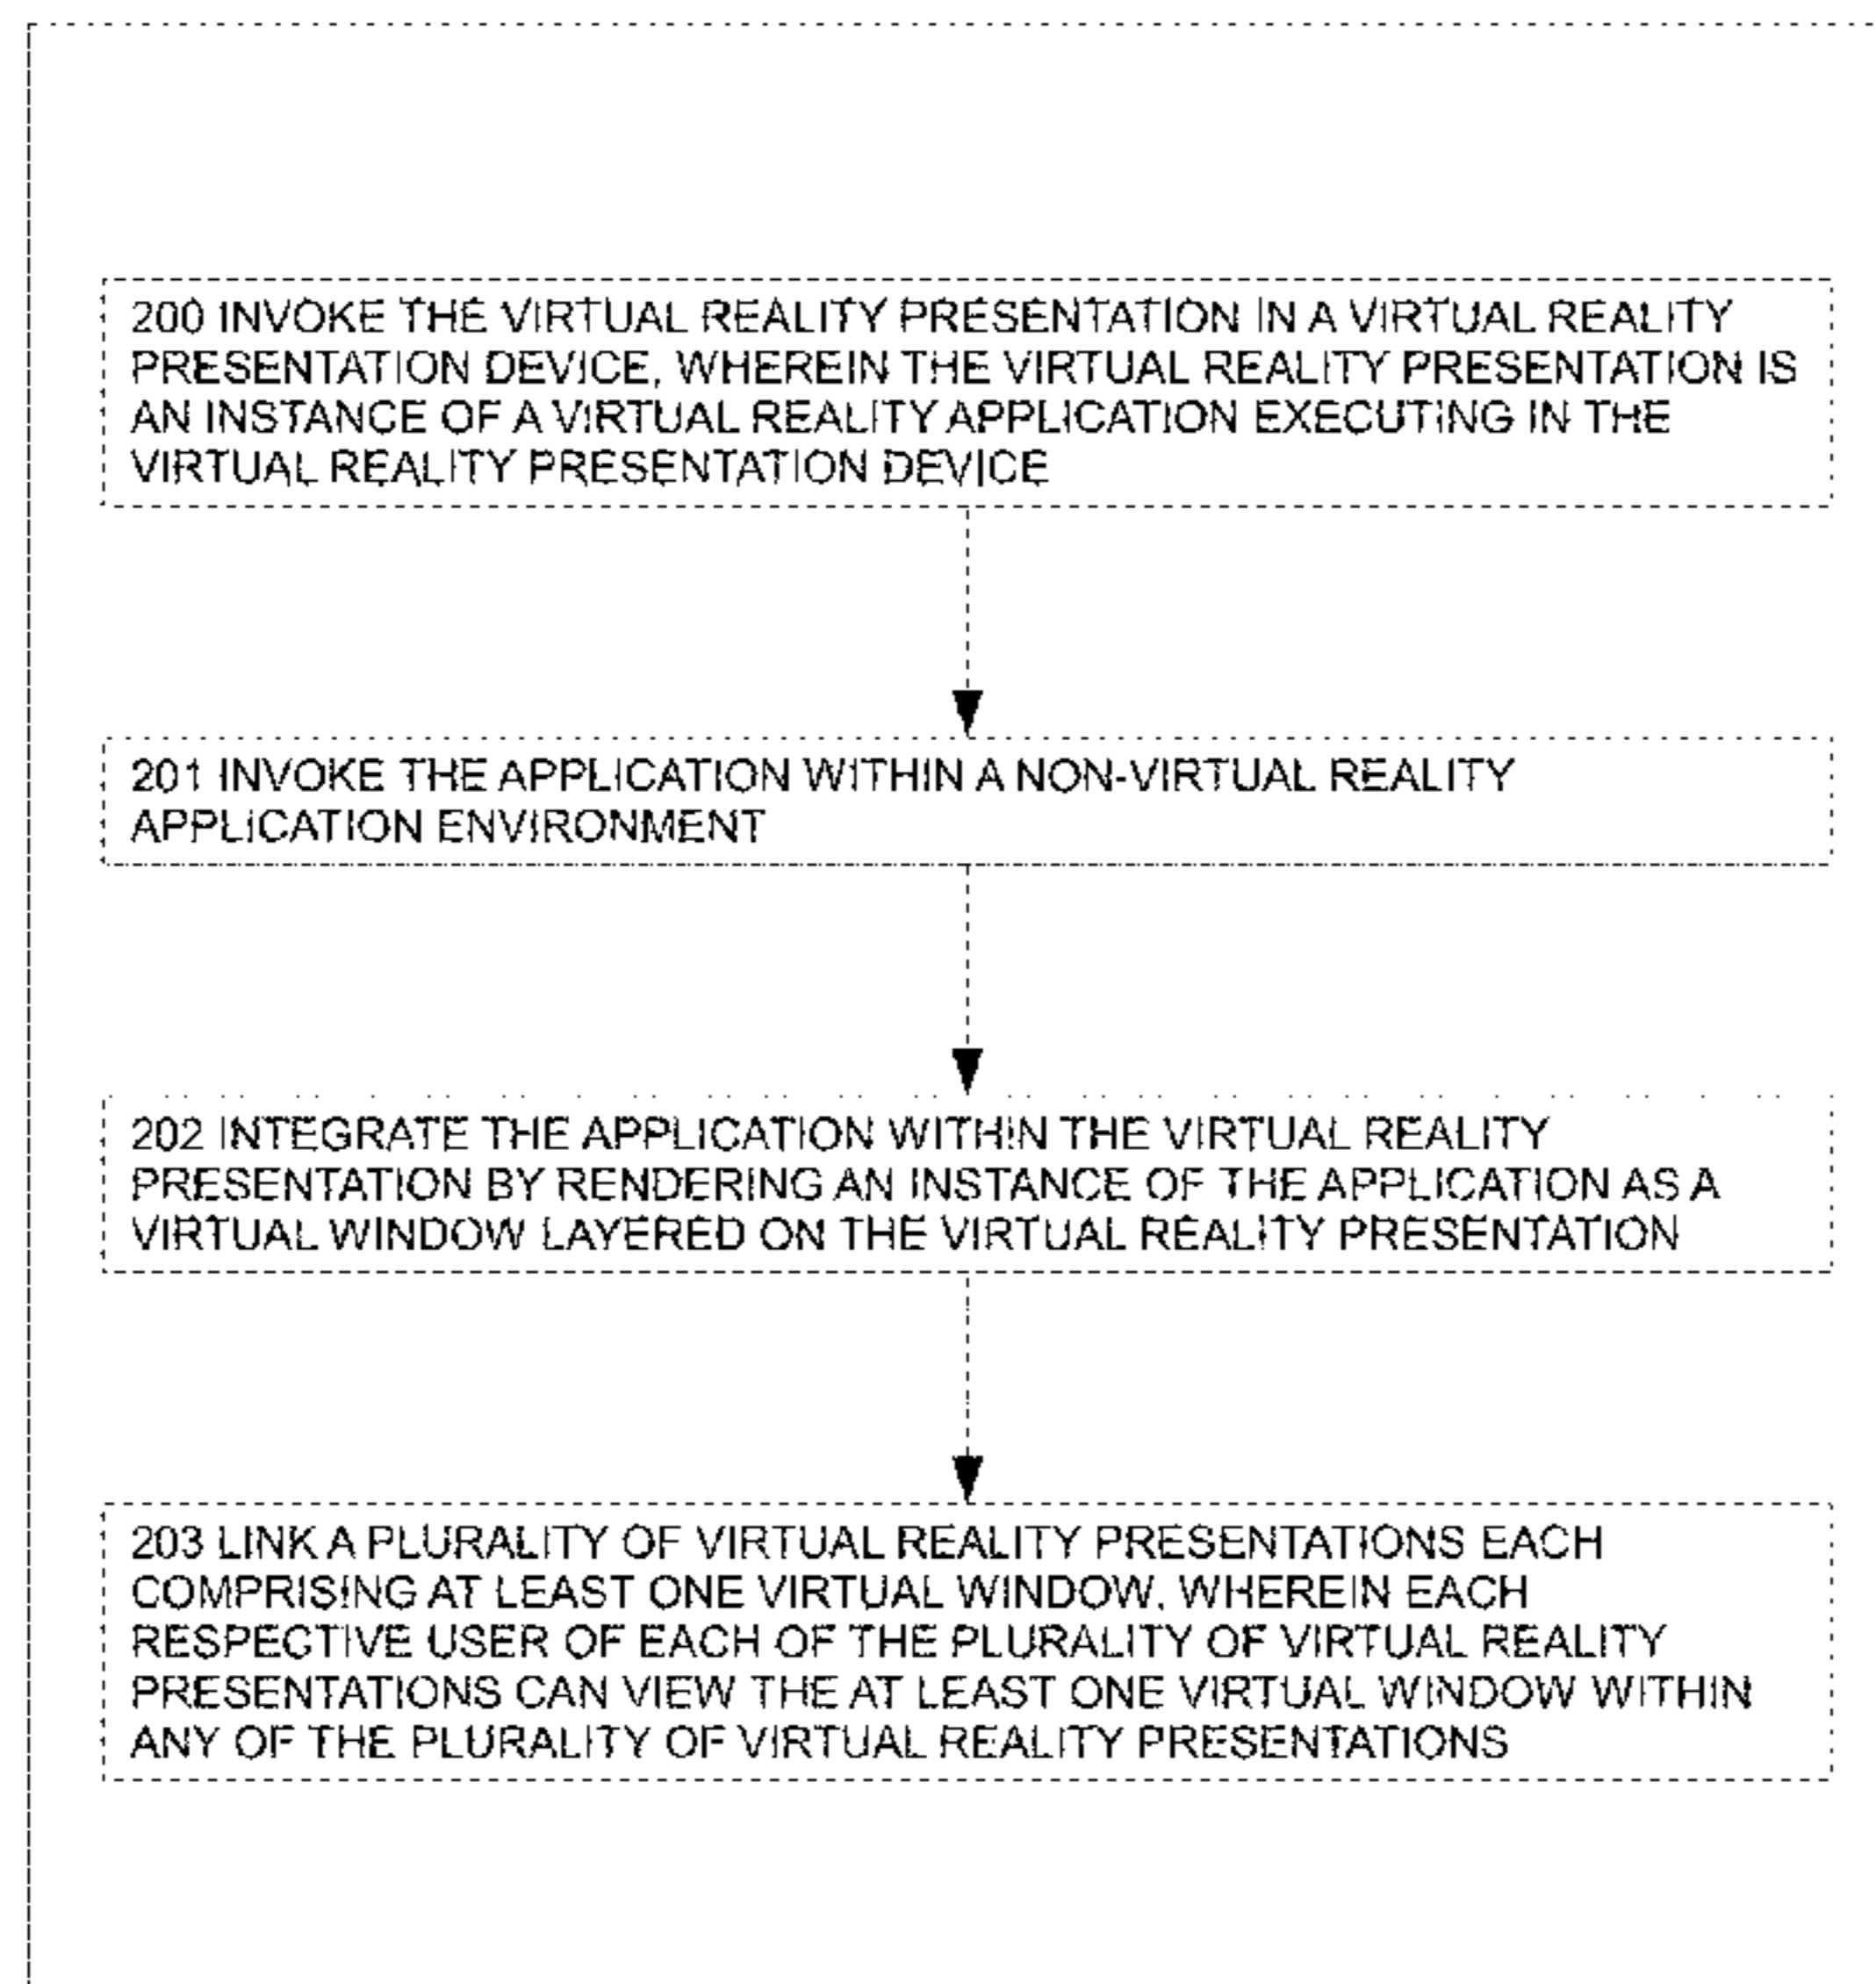 200 INVOKE THE VIRTUAL REALITY PRESENTATION IN A VIRTUAL REALITY
PRESENTATION DEVICE, WHEREIN THE VIRTUAL REALITY PRESENTATION IS
AN INSTANCE OF A VIRTUAL REALITY APPLICATION EXECUTING IN THE
VIRTUAL REALITY PRESENTATION DEVICE
201 INVOKE THE APPLICATION WITHIN A NON-VIRTUAL REALITY
APPLICATION ENVIRONMENT
202 INTEGRATE THE APPLICATION WITHIN THE VIRTUAL REALITY
PRESENTATION BY RENDERING AN INSTANCE OF THE APPLICATION AS A
VIRTUAL WINDOW LAYERED ON THE VIRTUAL REALITY PRESENTATION
203 LINK A PLURALITY OF VIRTUAL REALITY PRESENTATIONS EACH
COMPRISING AT LEAST ONE VIRTUAL WINDOW, WHEREIN EACH
RESPECTIVE USER OF EACH OF THE PLURALITY OF VIRTUAL REALITY
PRESENTATIONS CAN VIEW THE AT LEAST ONE VIRTUAL WINDOW WITHIN
ANY OF THE PLURALITY OF VIRTUAL REALITY PRESENTATIONS